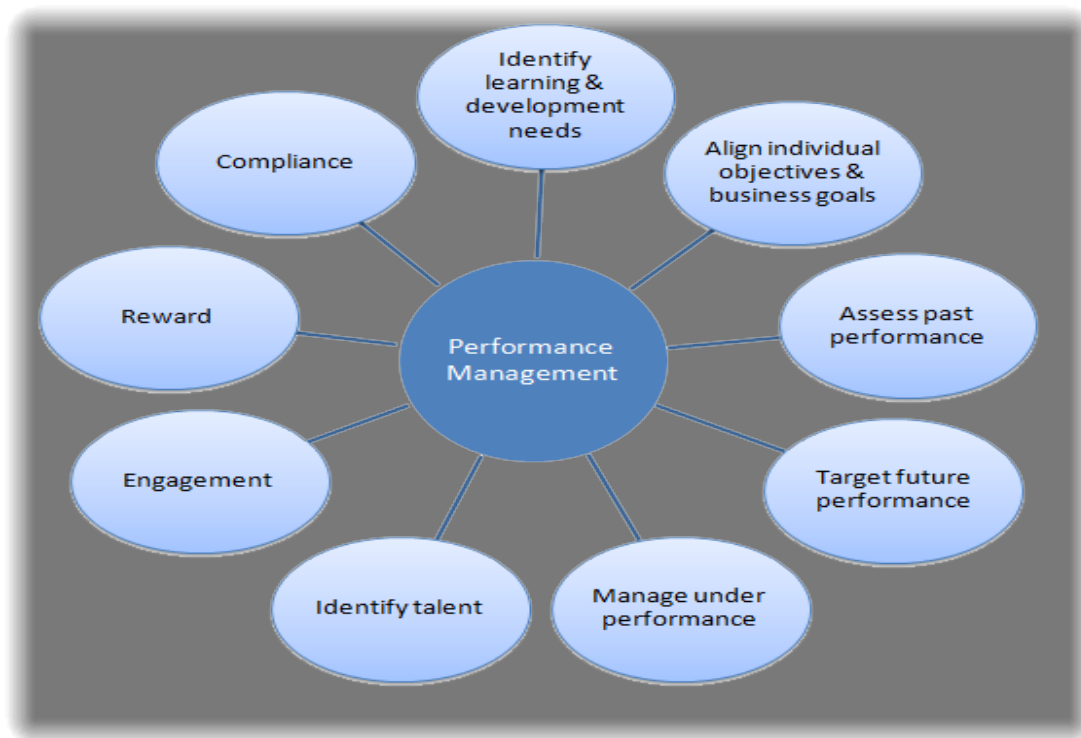 Identify
learning &
development
needs
Align individual
objectives &
business goals
Assess past
performance
Target future
performance
Manage under
performance
Identify talent
Engagement
Reward
Compliance
Performance
Management